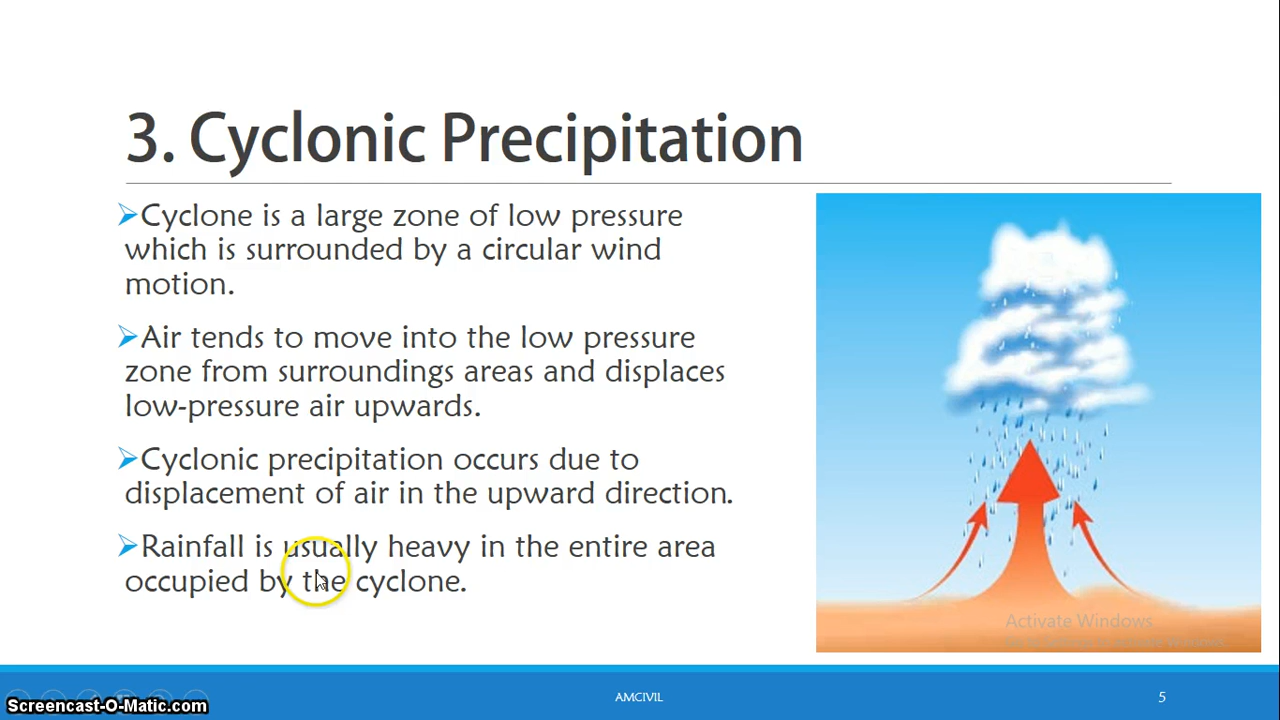 3. Cyclonic Precipitation
➢Cyclone is a large zone of low pressure
which is surrounded by a circular wind
motion.
➢Air tends to move into the low pressure
zone from surroundings areas and displaces
low-pressure air upwards.
➢Cyclonic precipitation occurs due to
displacement of air in the upward direction.
➢Rainfall is usually heavy in the entire area
occupied by the cyclone.
Activate Windows
AMCIVIL
5
Screencast-O-Matic.com